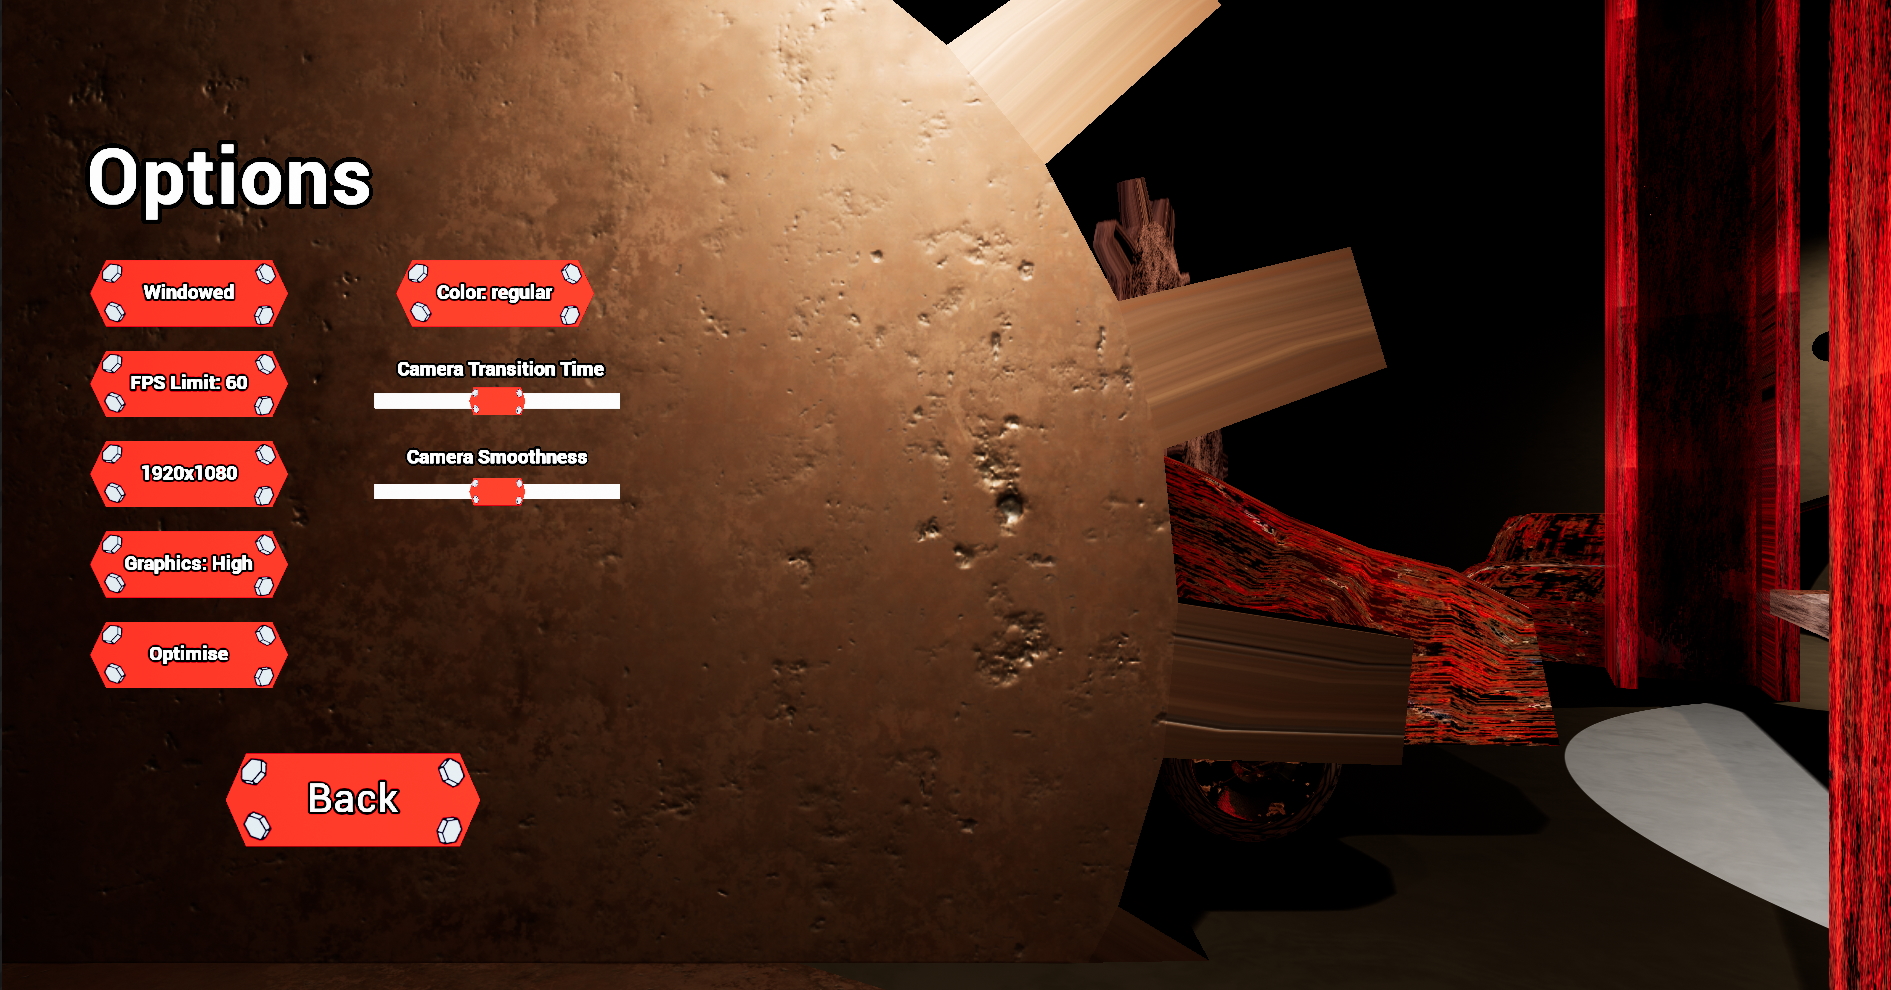 Options
Windowed
Color: regular
FPS Limit: 60
Camera Transition Time
1920x1080
Camera Smoothness
Graphics: High
Optimise
Back